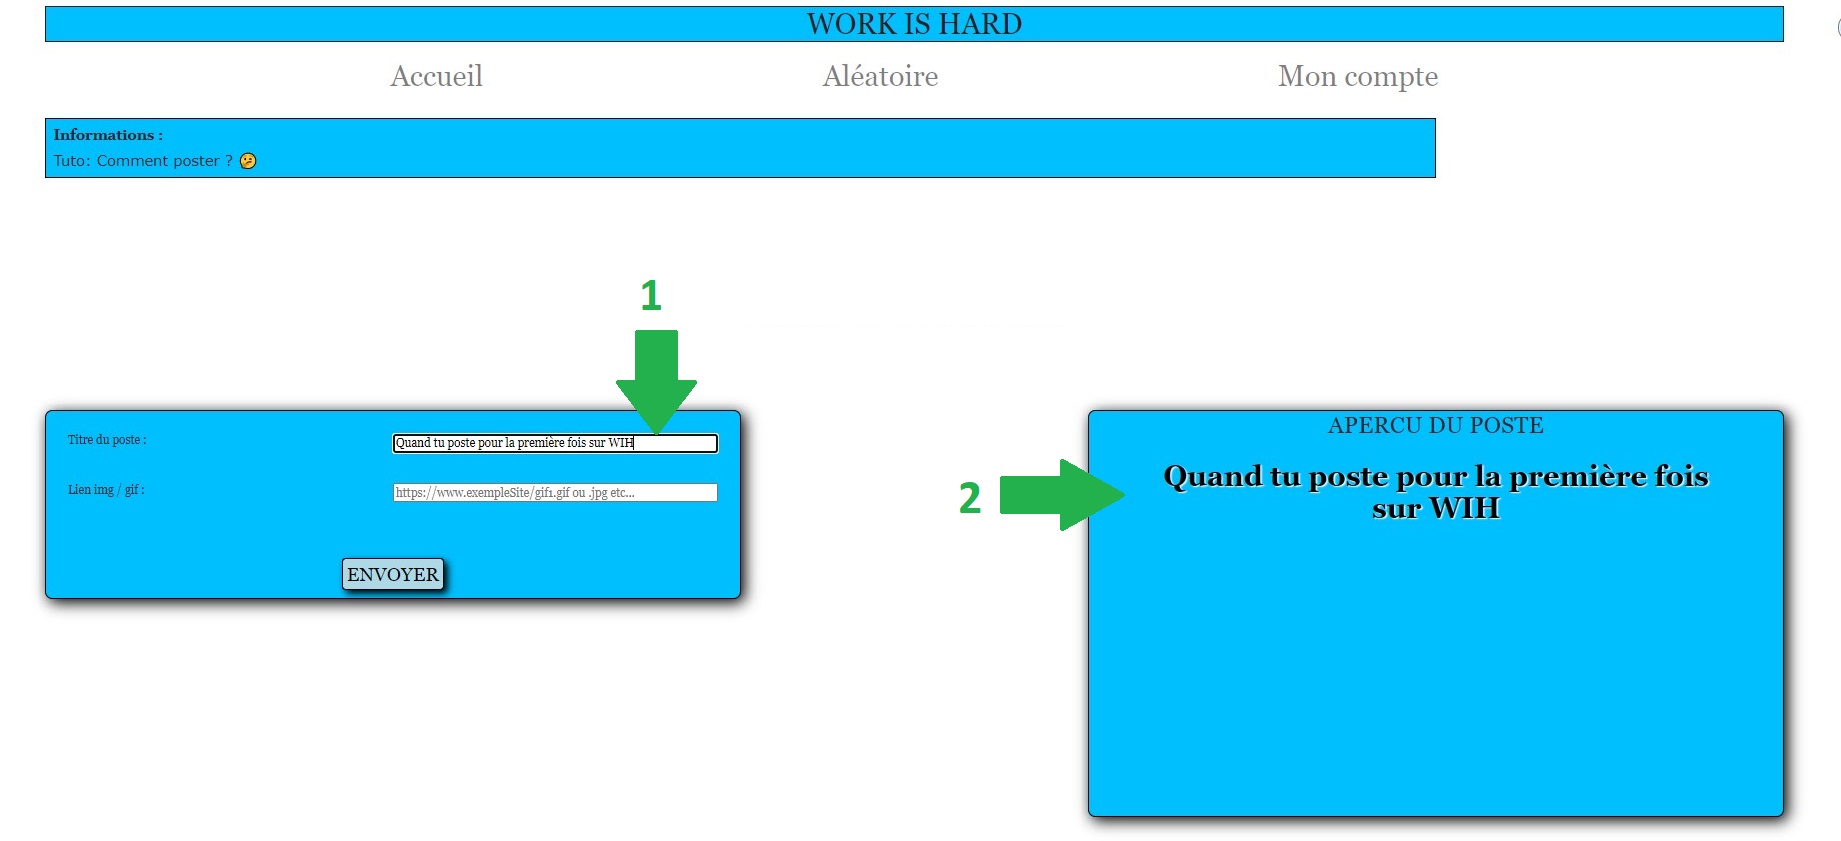 WORK IS HARD
Accueil Aléatoire Mon compte
Informations :
Tuto: Comment poster ? 🤔
1
Titre du poste : Quand tu poste pour la première fois sur WIH
Lien img / gif : https://www.exempleSite/gif1.gif ou .jpg etc...
ENVOYER
2
APERCU DU POSTE
Quand tu poste pour la première fois
sur WIH